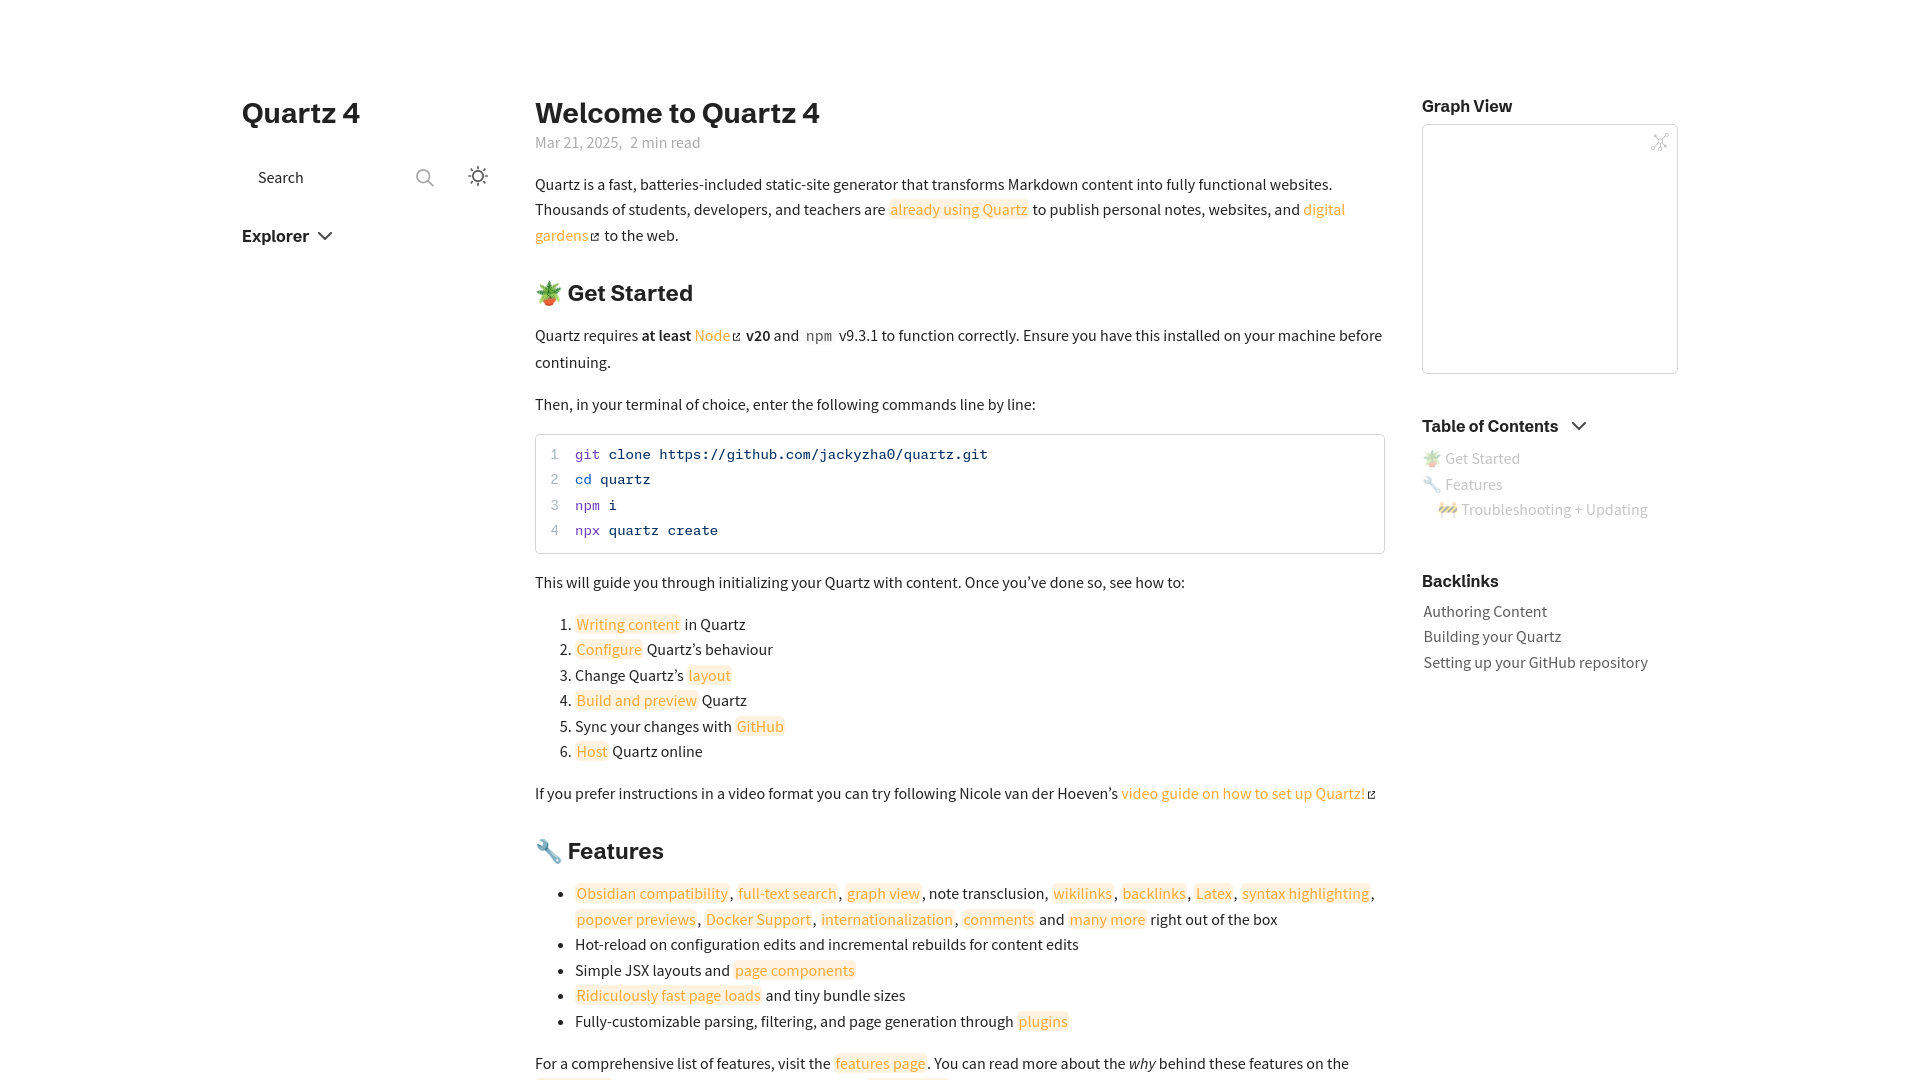 Quartz 4
Search
Explorer
Welcome to Quartz 4
Mar 21, 2025, 2 min read
Quartz is a fast, batteries-included static-site generator that transforms Markdown content into fully functional websites.
Thousands of students, developers, and teachers are already using Quartz to publish personal notes, websites, and digital
gardens to the web.
🪴 Get Started
Quartz requires at least Node v20 and npm v9.3.1 to function correctly. Ensure you have this installed on your machine before
continuing.
Then, in your terminal of choice, enter the following commands line by line:
1 git clone https://github.com/jackyzha0/quartz.git
2 cd quartz
3 npm i
4 npx quartz create
This will guide you through initializing your Quartz with content. Once you’ve done so, see how to:
1. Writing content in Quartz
2. Configure Quartz’s behaviour
3. Change Quartz’s layout
4. Build and preview Quartz
5. Sync your changes with GitHub
6. Host Quartz online
If you prefer instructions in a video format you can try following Nicole van der Hoeven’s video guide on how to set up Quartz!
🔧 Features
• Obsidian compatibility, full-text search, graph view, note transclusion, wikilinks, backlinks, Latex, syntax highlighting,
popover previews, Docker Support, internationalization, comments and many more right out of the box
• Hot-reload on configuration edits and incremental rebuilds for content edits
• Simple JSX layouts and page components
• Ridiculously fast page loads and tiny bundle sizes
• Fully-customizable parsing, filtering, and page generation through plugins
For a comprehensive list of features, visit the features page. You can read more about the why behind these features on the
Graph View
Table of Contents
🪴 Get Started
🔧 Features
🚧 Troubleshooting + Updating
Backlinks
Authoring Content
Building your Quartz
Setting up your GitHub repository